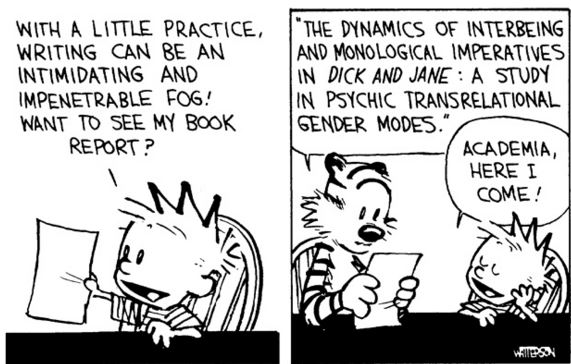 WITH A LITTLE PRACTICE,
WRITING CAN BE AN
INTIMIDATING AND
IMPENETRABLE FOG!
WANT TO SEE MY BOOK
REPORT?
"THE DYNAMICS OF INTERBEING
AND MONOLOGICAL IMPERATIVES
IN DICK AND JANE : A STUDY
IN PSYCHIC TRANSRELATIONAL
GENDER MODES."
ACADEMIA,
HERE I
COME!
WATTERSON